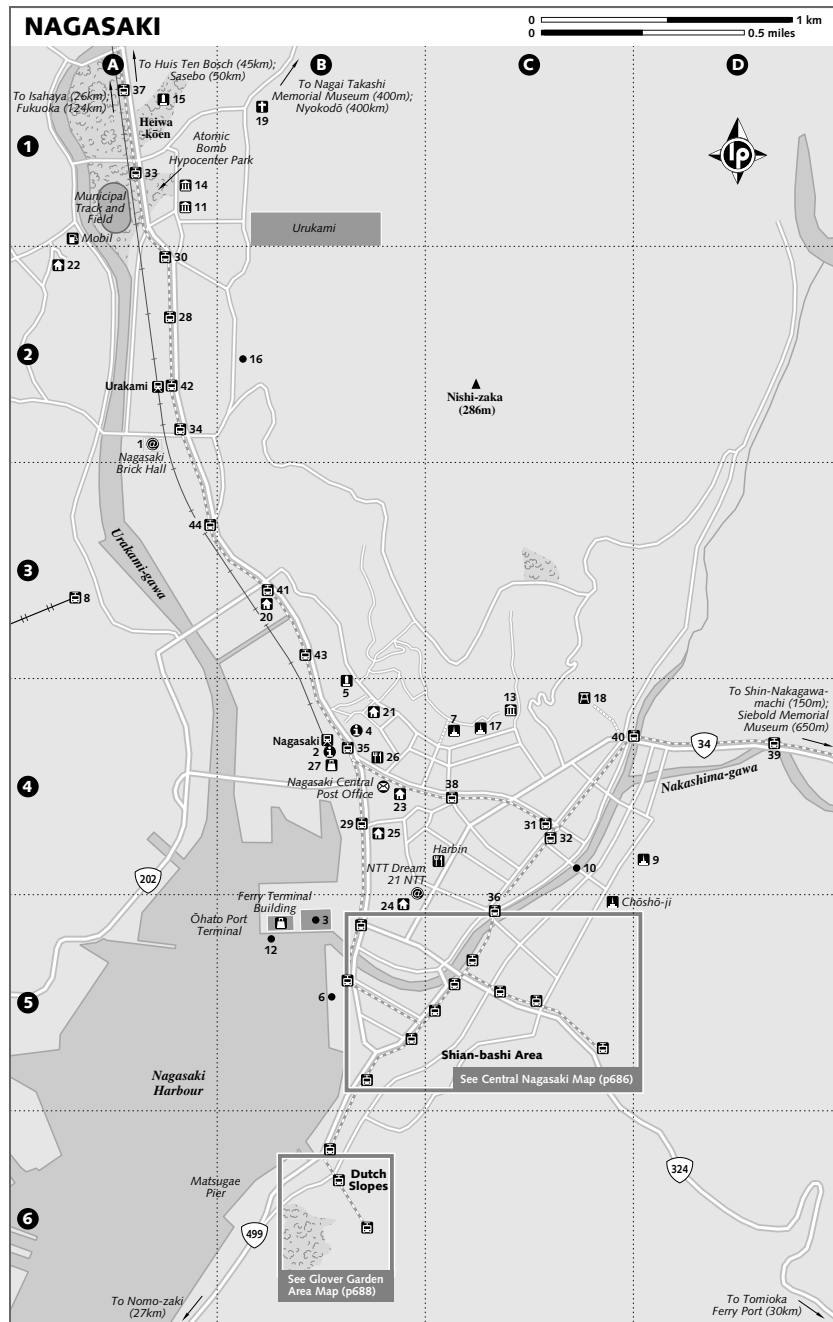 NAGASAKI
0 1 km
0 0.5 miles
A
B
C
D
To Huis Ten Bosch (45km);
Sasebo (50km)
To Isahaya (26km);
Fukuoka (124km)
37
15
Heiwa
-kōen
19
To Nagai Takashi
Memorial Museum (400m);
Nyokodō (400km)
lp
1
Atomic
Bomb
Hypocenter Park
33
14
11
Municipal
Track and
Field
Urukami
Mobil
22
30
28
2
16
Urakami
42
Nishi-zaka
(286m)
34
1
Nagasaki
Brick Hall
44
Urakami-gawa
3
8
41
20
43
5
21
4
7
17
13
18
To Shin-Nakagawa-
machi (150m);
Siebold Memorial
Museum (650m)
Nagasaki
2
35
26
27
40
34
39
Nagasaki Central
Post Office
23
38
Nakashima-gawa
4
29
25
31
32
Harbin
10
9
202
NTT Dream
21 NTT
24
36
Chōshō-ji
Ferry Terminal
Building
Ōhato Port
Terminal
3
12
6
5
Shian-bashi Area
See Central Nagasaki Map (p686)
Nagasaki
Harbour
Matsugae
Pier
Dutch
Slopes
324
6
499
See Glover Garden
Area Map (p688)
To Nomo-zaki
(27km)
To Tomioka
Ferry Port (30km)